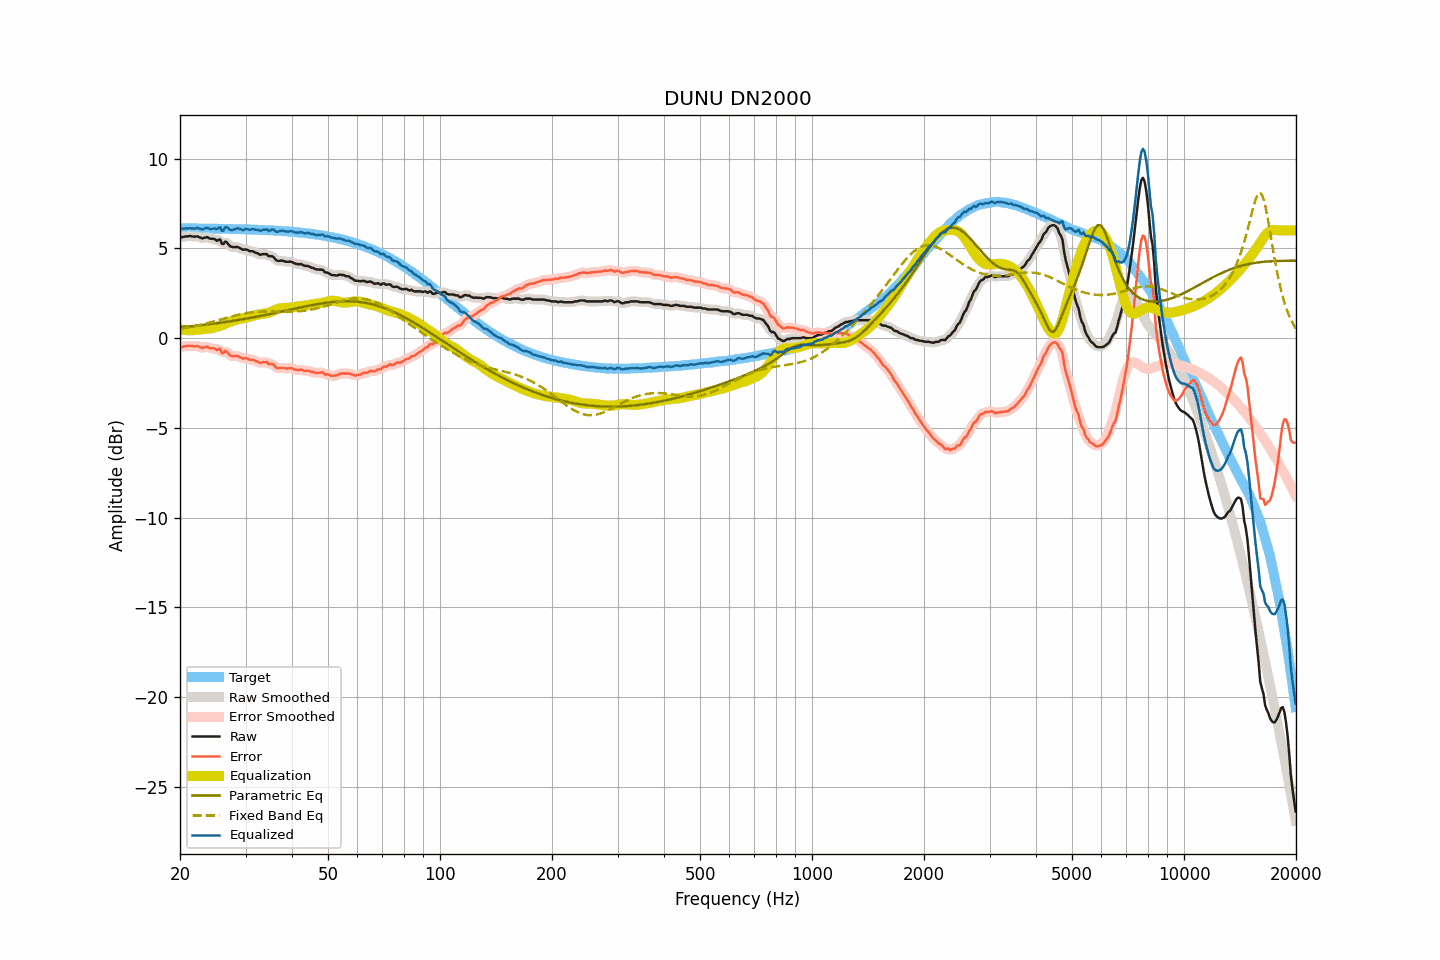 DUNU DN2000
10
5
0
−5
−10
−15
−20
−25
Amplitude (dBr)
Target
Raw Smoothed
Error Smoothed
Raw
Error
Equalization
Parametric Eq
Fixed Band Eq
Equalized
20 50 100 200 500 1000 2000 5000 10000 20000
Frequency (Hz)